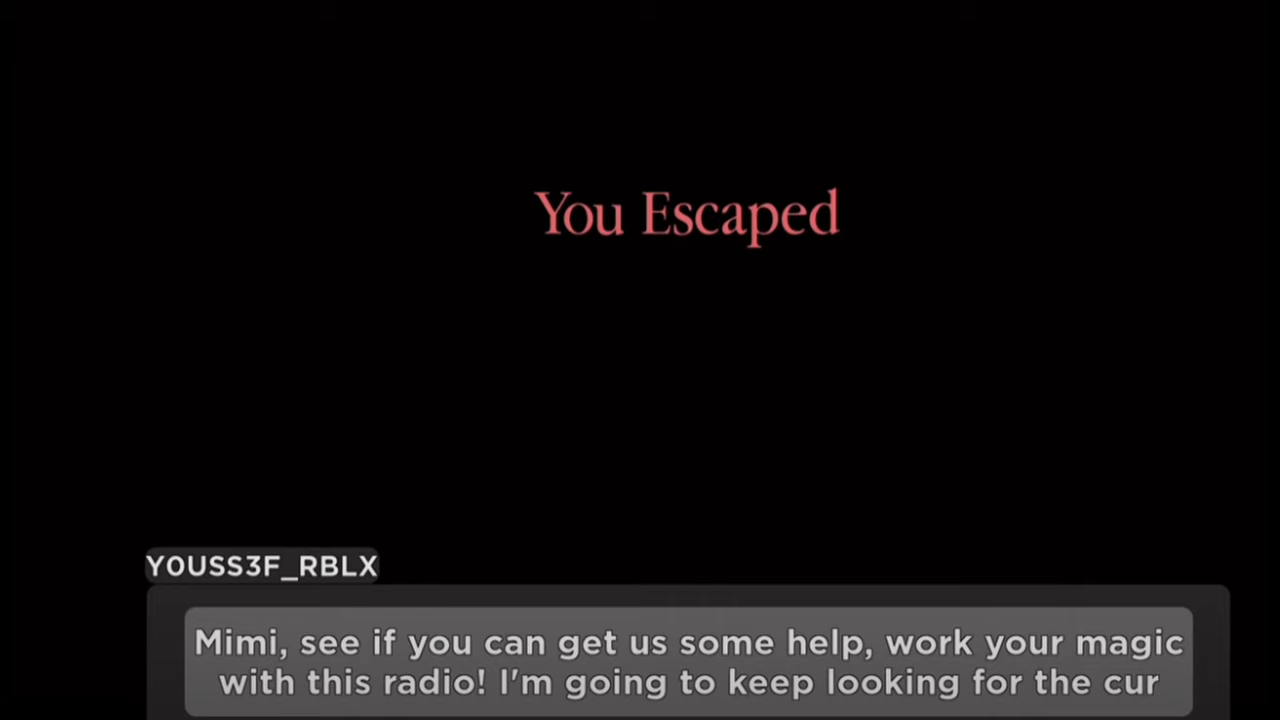 You Escaped
Y0USS3F_RBLX
Mimi, see if you can get us some help, work your magic
with this radio! I'm going to keep looking for the cur